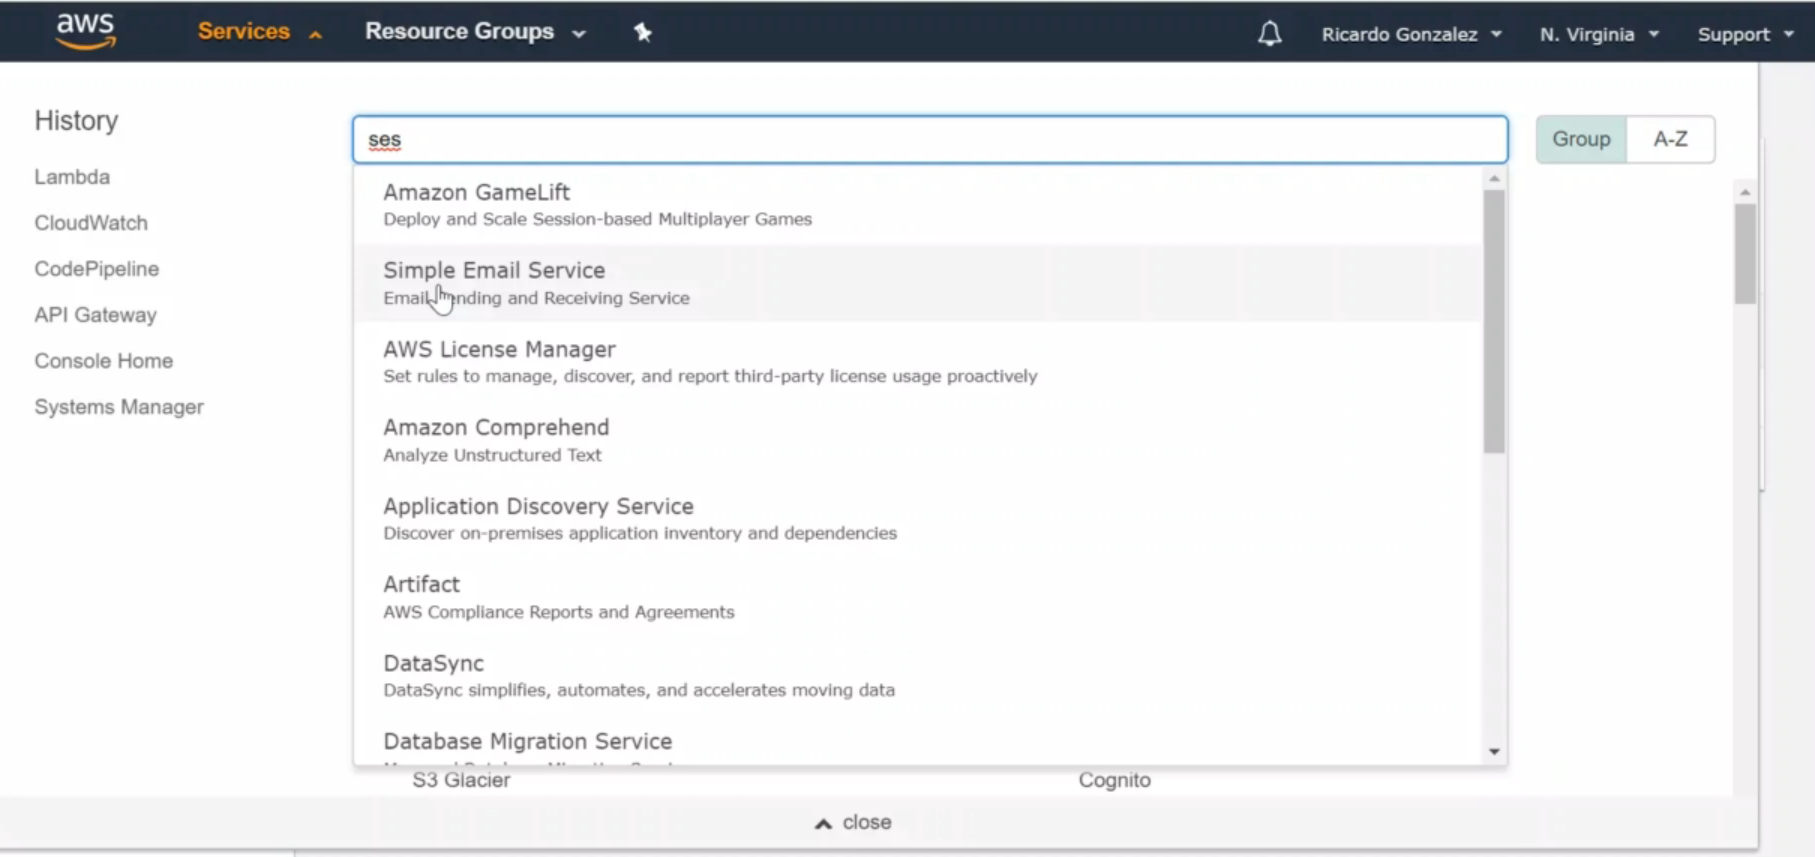 aws
Services
Resource Groups
Ricardo Gonzalez
N. Virginia
Support
History
Lambda
CloudWatch
CodePipeline
API Gateway
Console Home
Systems Manager
ses
Group
A-Z
Amazon GameLift
Deploy and Scale Session-based Multiplayer Games
Simple Email Service
Email and Receiving Service
AWS License Manager
Set rules to manage, discover, and report third-party license usage proactively
Amazon Comprehend
Analyze Unstructured Text
Application Discovery Service
Discover on-premises application inventory and dependencies
Artifact
AWS Compliance Reports and Agreements
DataSync
DataSync simplifies, automates, and accelerates moving data
Database Migration Service
S3 Glacier
Cognito
close